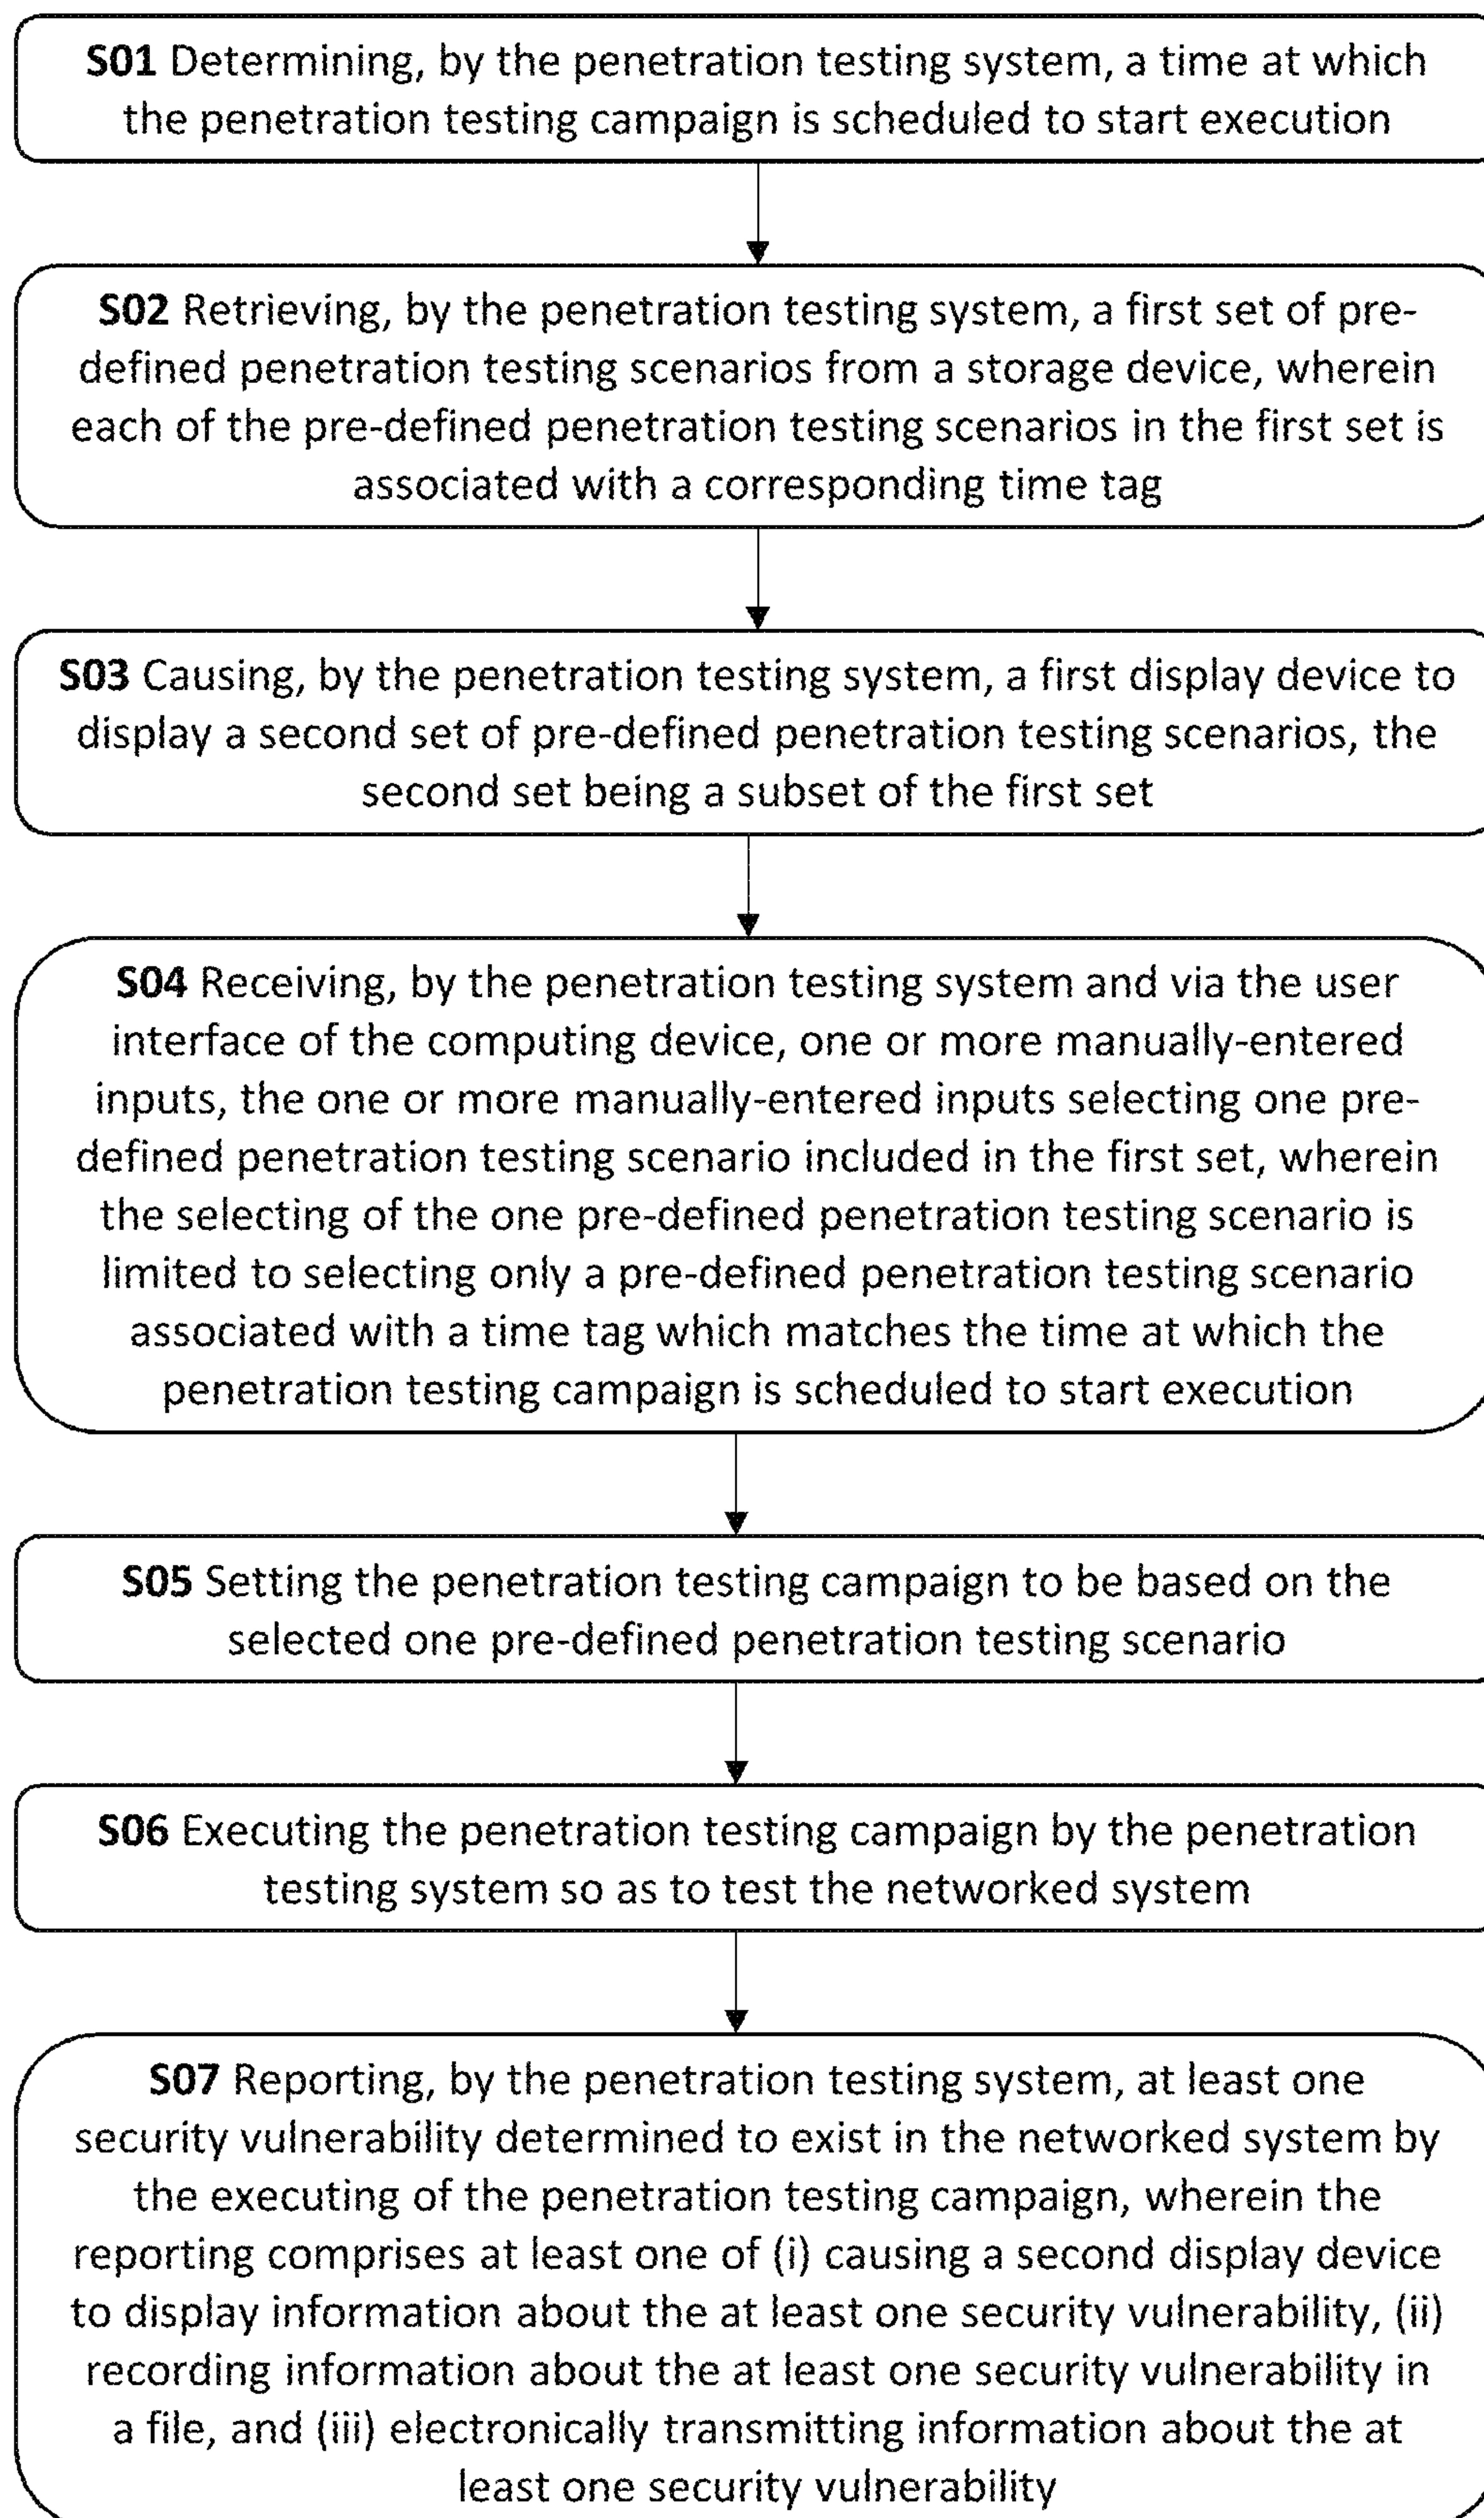 S01 Determining, by the penetration testing system, a time at which
the penetration testing campaign is scheduled to start execution
S02 Retrieving, by the penetration testing system, a first set of pre-
defined penetration testing scenarios from a storage device, wherein
each of the pre-defined penetration testing scenarios in the first set is
associated with a corresponding time tag
S03 Causing, by the penetration testing system, a first display device to
display a second set of pre-defined penetration testing scenarios, the
second set being a subset of the first set
S04 Receiving, by the penetration testing system and via the user
interface of the computing device, one or more manually-entered
inputs, the one or more manually-entered inputs selecting one pre-
defined penetration testing scenario included in the first set, wherein
the selecting of the one pre-defined penetration testing scenario is
limited to selecting only a pre-defined penetration testing scenario
associated with a time tag which matches the time at which the
penetration testing campaign is scheduled to start execution
S05 Setting the penetration testing campaign to be based on the
selected one pre-defined penetration testing scenario
S06 Executing the penetration testing campaign by the penetration
testing system so as to test the networked system
S07 Reporting, by the penetration testing system, at least one
security vulnerability determined to exist in the networked system by
the executing of the penetration testing campaign, wherein the
reporting comprises at least one of (i) causing a second display device
to display information about the at least one security vulnerability, (ii)
recording information about the at least one security vulnerability in
a file, and (iii) electronically transmitting information about the at
least one security vulnerability